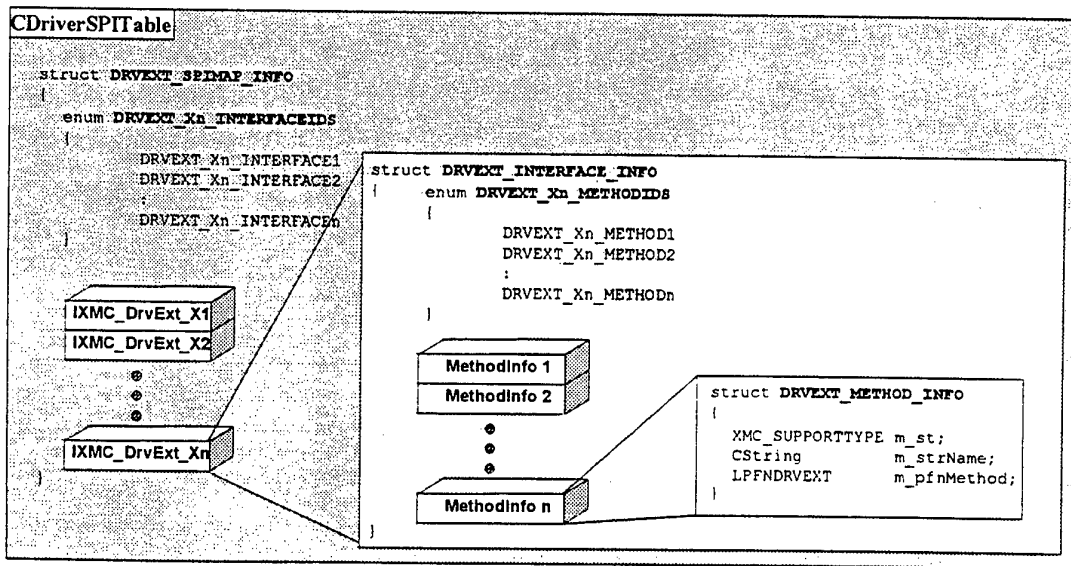 CDriverSPITable
struct DRVEXT_SPIMAP_INFO
{
enum DRVEXT_Xn_INTERFACEIDS
{
DRVEXT_Xn_INTERFACE1
DRVEXT_Xn_INTERFACE2
:
DRVEXT_Xn_INTERFACEn
}
IXMC_DrvExt_X1
IXMC_DrvExt_X2
IXMC_DrvExt_Xn
}
struct DRVEXT_INTERFACE_INFO
{ enum DRVEXT_Xn_METHODIDS
{
DRVEXT_Xn_METHOD1
DRVEXT_Xn_METHOD2
:
DRVEXT_Xn_METHODn
}
MethodInfo 1
MethodInfo 2
MethodInfo n
}
struct DRVEXT_METHOD_INFO
{
XMC_SUPPORTTYPE m_st;
CString m_strName;
LPFNDRVEXT m_pfnMethod;
}